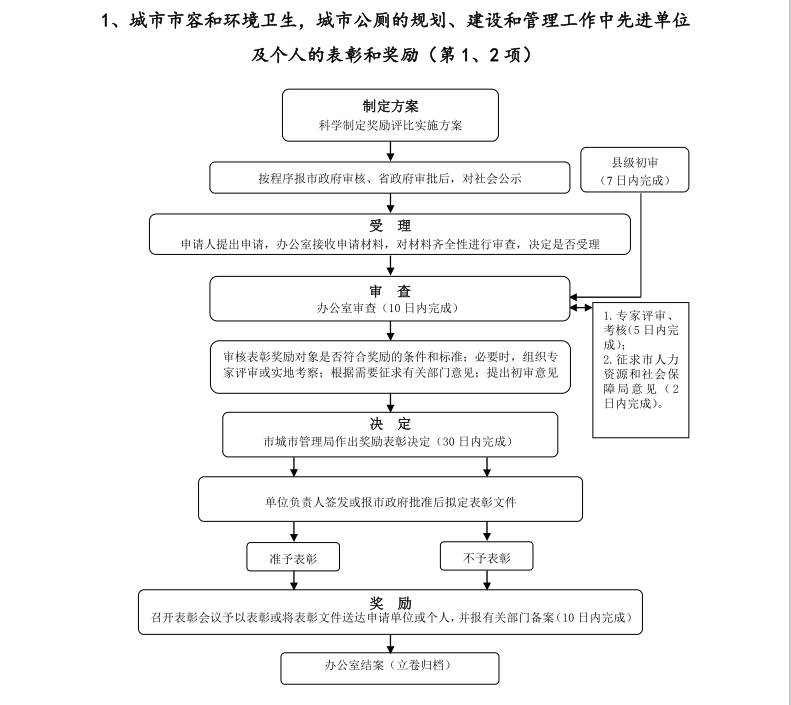 1、城市市容和环境卫生，城市公厕的规划、建设和管理工作中先进单位
及个人的表彰和奖励（第1、2项）
制定方案
科学制定奖励评比实施方案
按程序报市政府审核、省政府审批后，对社会公示
县级初审
（7日内完成）
受 理
申请人提出申请，办公室接收申请材料，对材料齐全性进行审查，决定是否受理
审 查
办公室审查（10日内完成）
1.专家评审、
考核(5日内完
成)；
2.征求市人力
资源和社会保
障局意见（2
日内完成）。
审核表彰奖励对象是否符合奖励的条件和标准；必要时，组织专
家评审或实地考察；根据需要征求有关部门意见；提出初审意见
决 定
市城市管理局作出奖励表彰决定（30日内完成）
单位负责人签发或报市政府批准后拟定表彰文件
准予表彰
不予表彰
奖 励
召开表彰会议予以表彰或将表彰文件送达申请单位或个人，并报有关部门备案(10日内完成)
办公室结案（立卷归档）